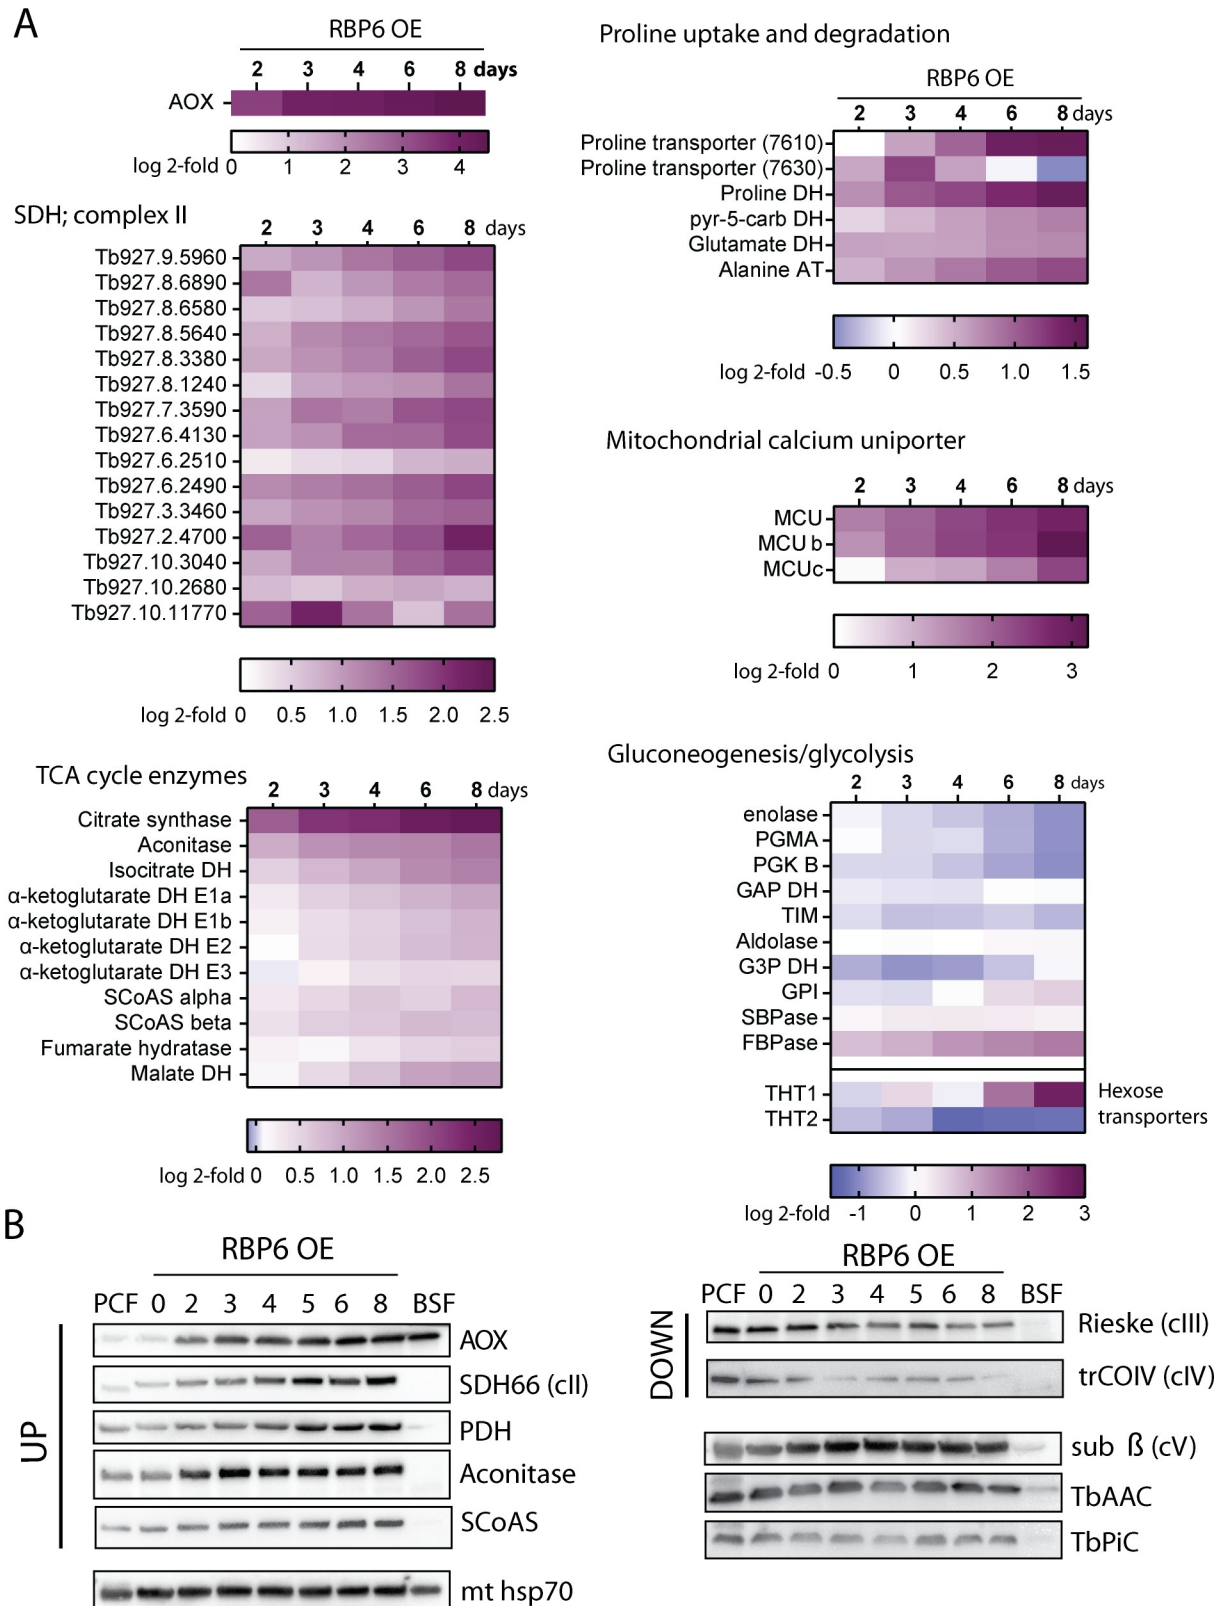 A
RBP6 OE
2 3 4 6 8 days
AOX
log 2-fold 0 1 2 3 4
SDH; complex II
2 3 4 6 8 days
Tb927.9.5960
Tb927.8.6890
Tb927.8.6580
Tb927.8.5640
Tb927.8.3380
Tb927.8.1240
Tb927.7.3590
Tb927.6.4130
Tb927.6.2510
Tb927.6.2490
Tb927.3.3460
Tb927.2.4700
Tb927.10.3040
Tb927.10.2680
Tb927.10.11770
log 2-fold 0 0.5 1.0 1.5 2.0 2.5
TCA cycle enzymes
2 3 4 6 8 days
Citrate synthase
Aconitase
Isocitrate DH
α-ketoglutarate DH E1a
α-ketoglutarate DH E1b
α-ketoglutarate DH E2
α-ketoglutarate DH E3
SCoAS alpha
SCoAS beta
Fumarate hydratase
Malate DH
log 2-fold 0 0.5 1.0 1.5 2.0 2.5
Proline uptake and degradation
RBP6 OE
2 3 4 6 8 days
Proline transporter (7610)
Proline transporter (7630)
Proline DH
pyr-5-carb DH
Glutamate DH
Alanine AT
log 2-fold -0.5 0 0.5 1.0 1.5
Mitochondrial calcium uniporter
2 3 4 6 8 days
MCU
MCU b
MCUc
log 2-fold 0 1 2 3
Gluconeogenesis/glycolysis
2 3 4 6 8 days
enolase
PGMA
PGK B
GAP DH
TIM
Aldolase
G3P DH
GPI
SBPase
FBPase
THT1
THT2
Hexose
transporters
log 2-fold -1 0 1 2 3
B
RBP6 OE
PCF 0 2 3 4 5 6 8 BSF
UP
AOX
SDH66 (cII)
PDH
Aconitase
SCoAS
mt hsp70
RBP6 OE
PCF 0 2 3 4 5 6 8 BSF
DOWN
Rieske (cIII)
trCOIV (cIV)
sub ß (cV)
TbAAC
TbPiC